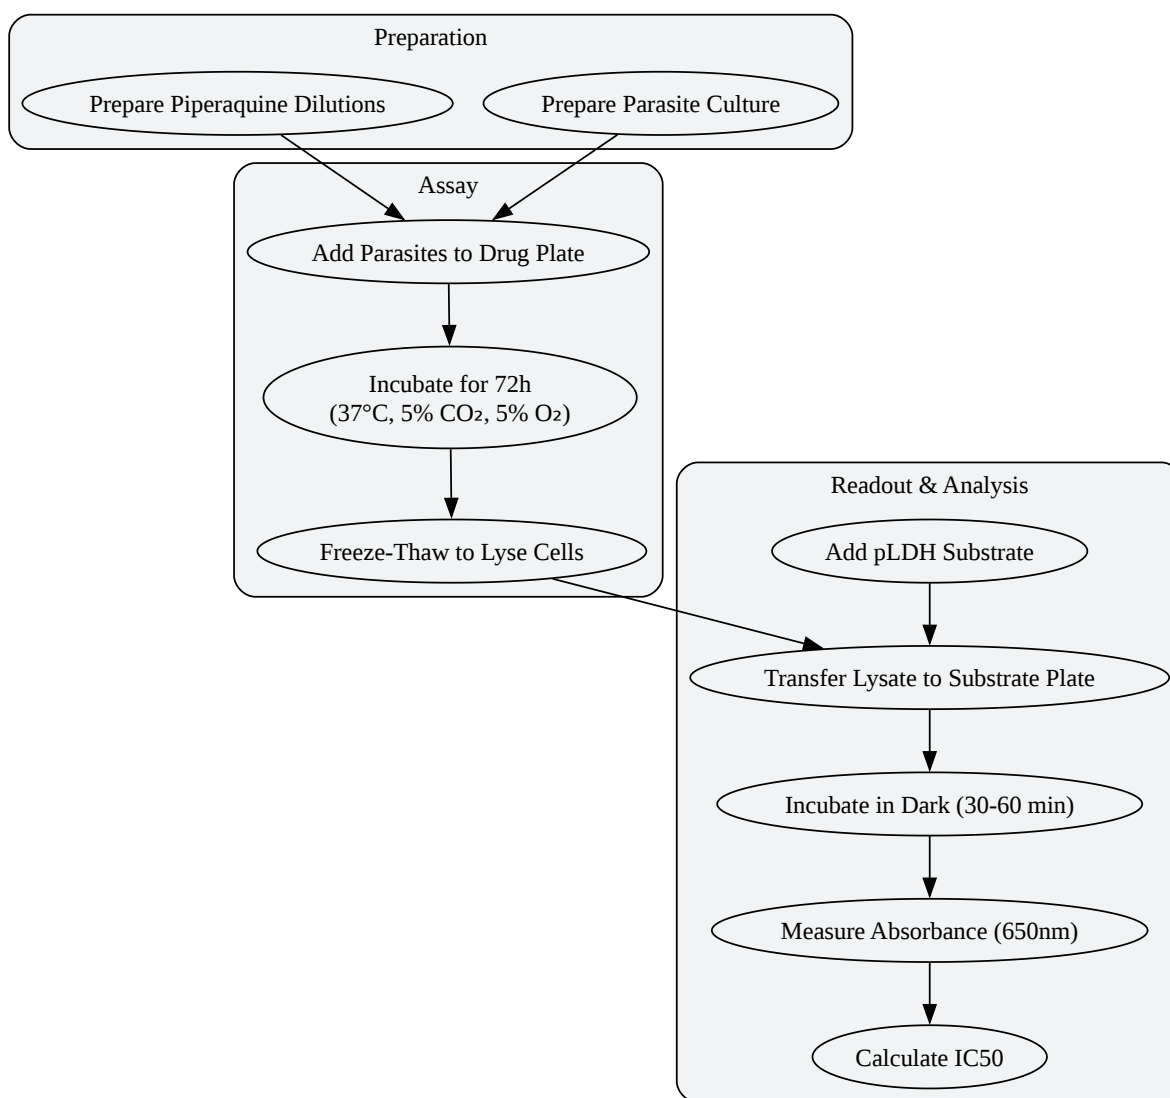 Preparation
Prepare Piperaquine Dilutions
Prepare Parasite Culture
Assay
Add Parasites to Drug Plate
Incubate for 72h
(37°C, 5% CO₂, 5% O₂)
Freeze-Thaw to Lyse Cells
Readout & Analysis
Add pLDH Substrate
Transfer Lysate to Substrate Plate
Incubate in Dark (30-60 min)
Measure Absorbance (650nm)
Calculate IC50